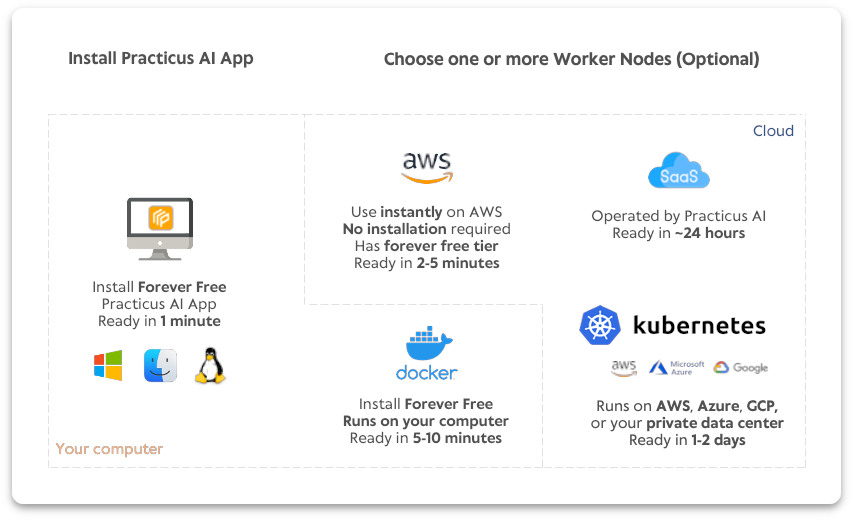 Install Practicus AI App
Choose one or more Worker Nodes (Optional)
Cloud
Install Forever Free
Practicus AI App
Ready in 1 minute
Your computer
aws
Use instantly on AWS
No installation required
Has forever free tier
Ready in 2-5 minutes
SaaS
Operated by Practicus AI
Ready in ~24 hours
docker
Install Forever Free
Runs on your computer
Ready in 5-10 minutes
kubernetes
aws
Microsoft
Azure
Google
Runs on AWS, Azure, GCP,
or your private data center
Ready in 1-2 days